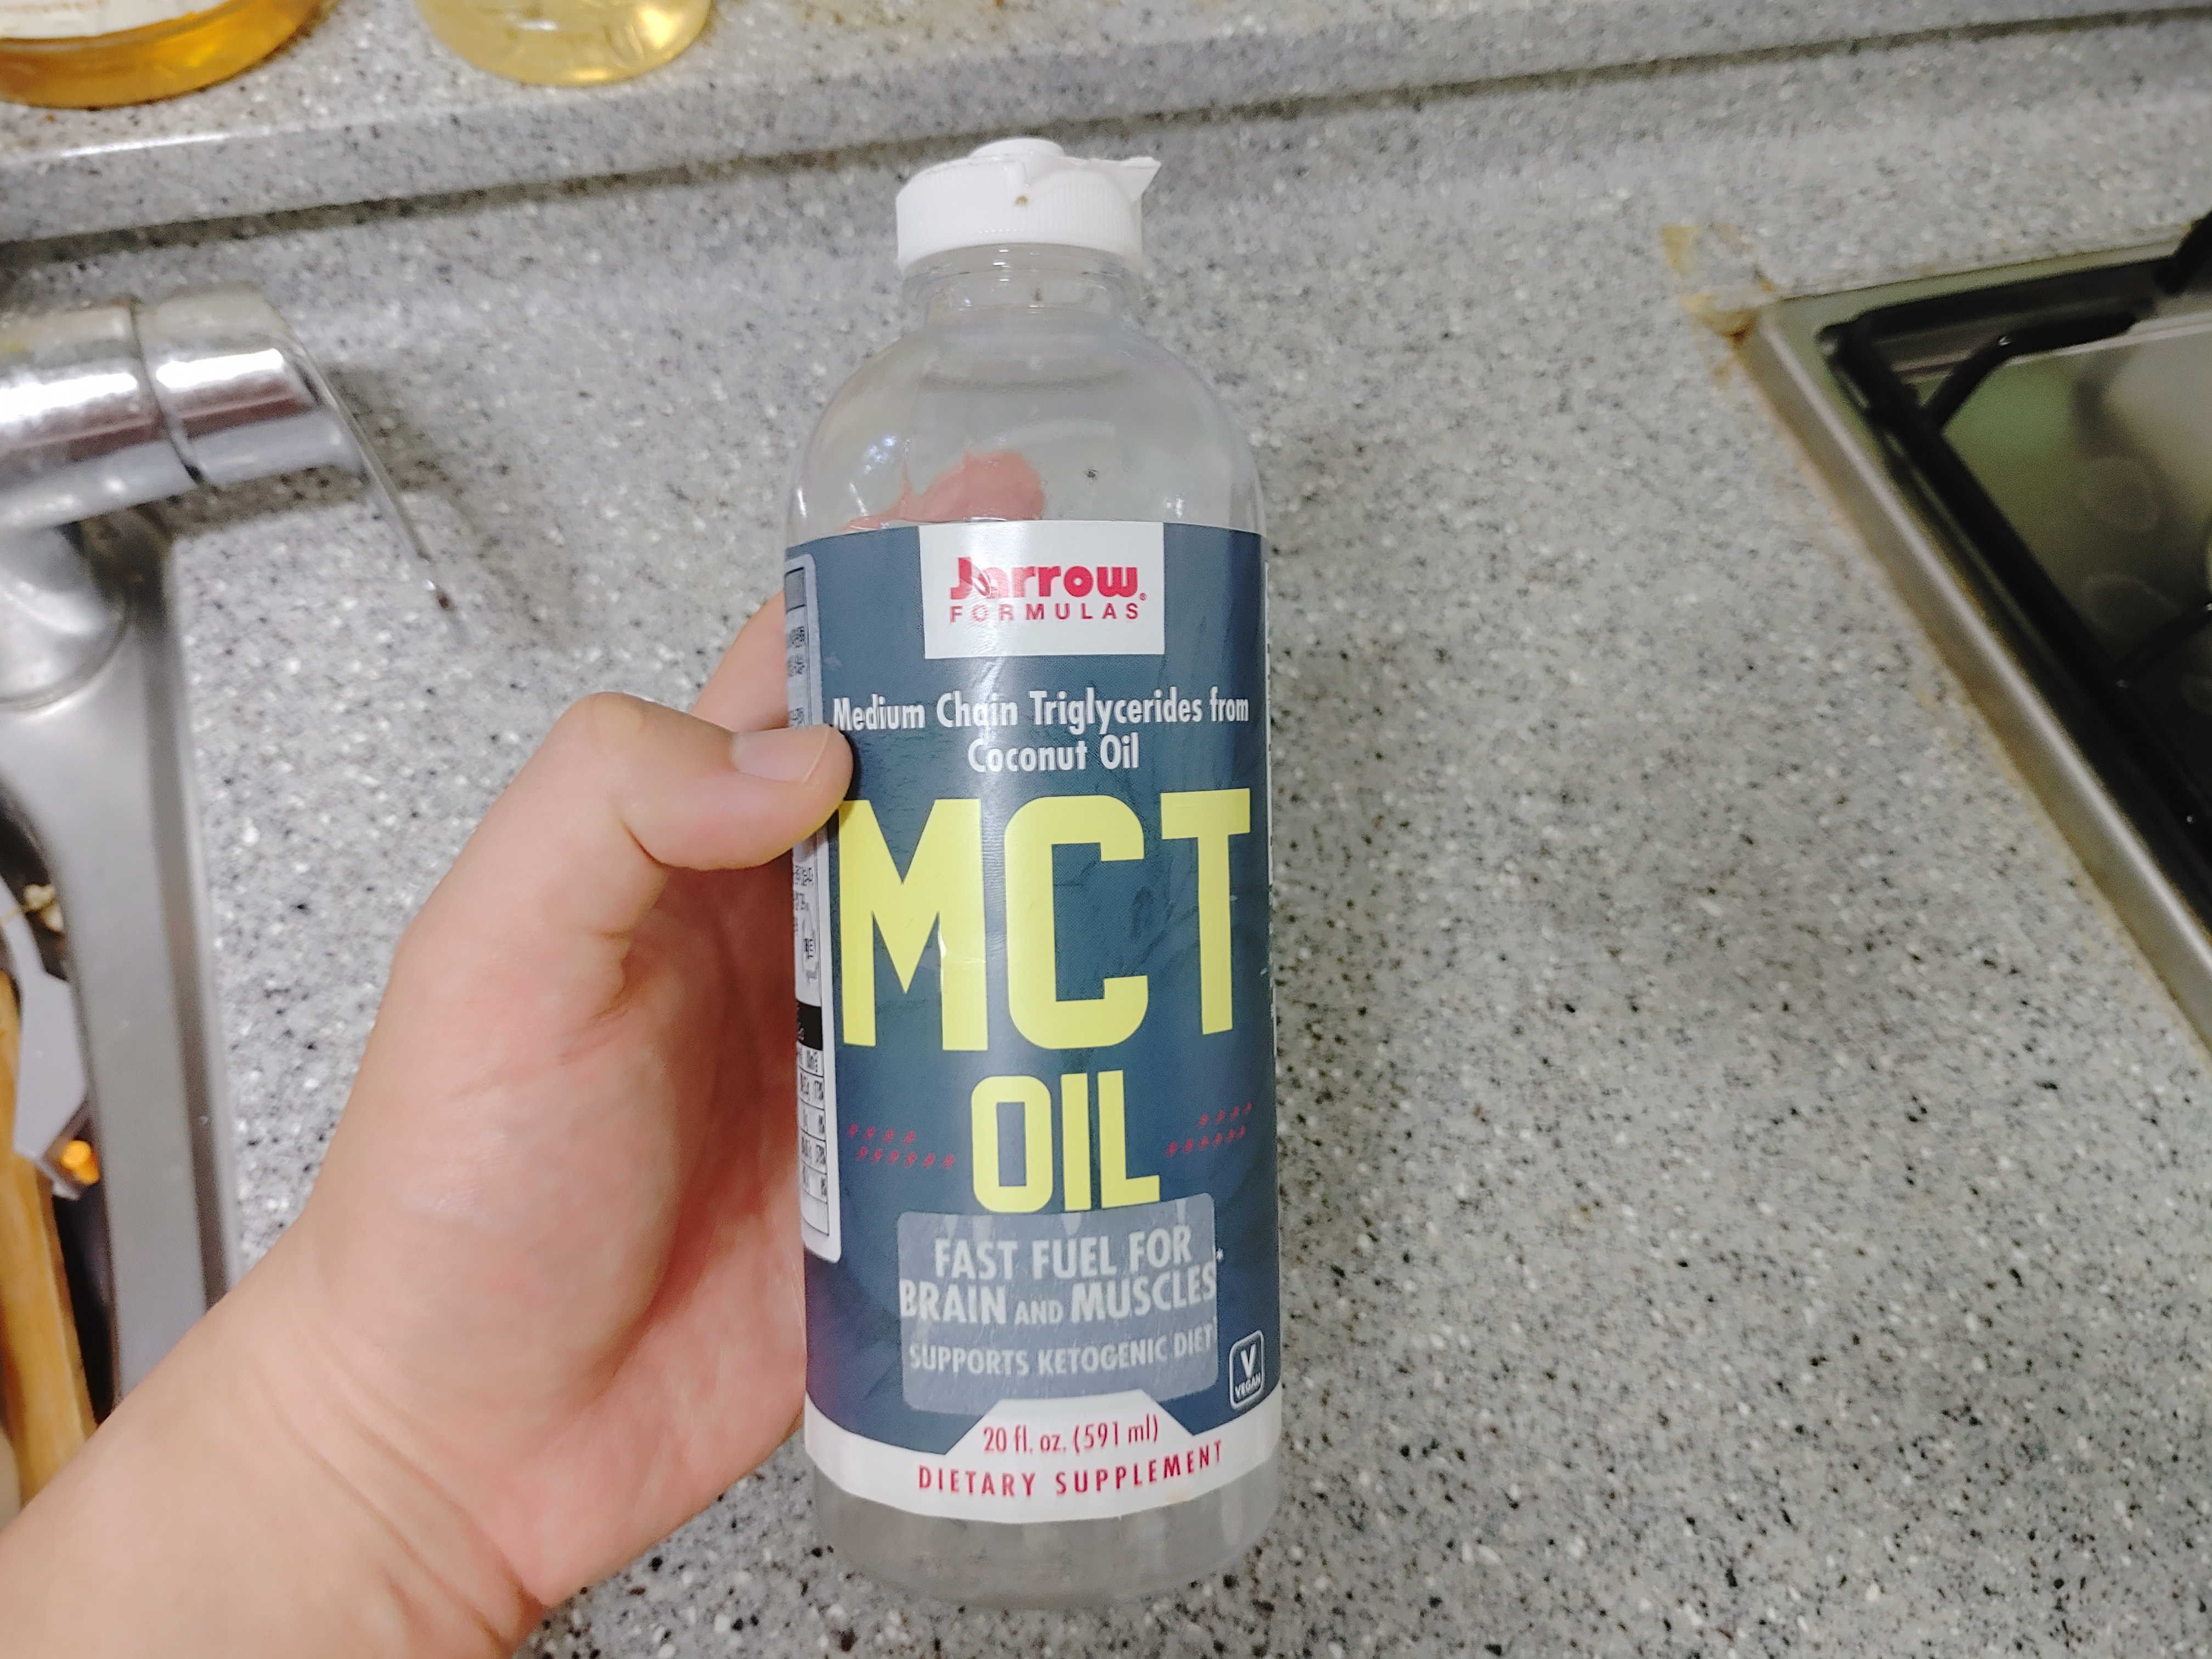 Jarrow®
FORMULAS
Medium Chain Triglycerides from
Coconut Oil
MCT
OIL
FAST FUEL FOR
BRAIN AND MUSCLES*
SUPPORTS KETOGENIC DIET
V
VEGAN
20 fl. oz. (591 ml)
DIETARY SUPPLEMENT